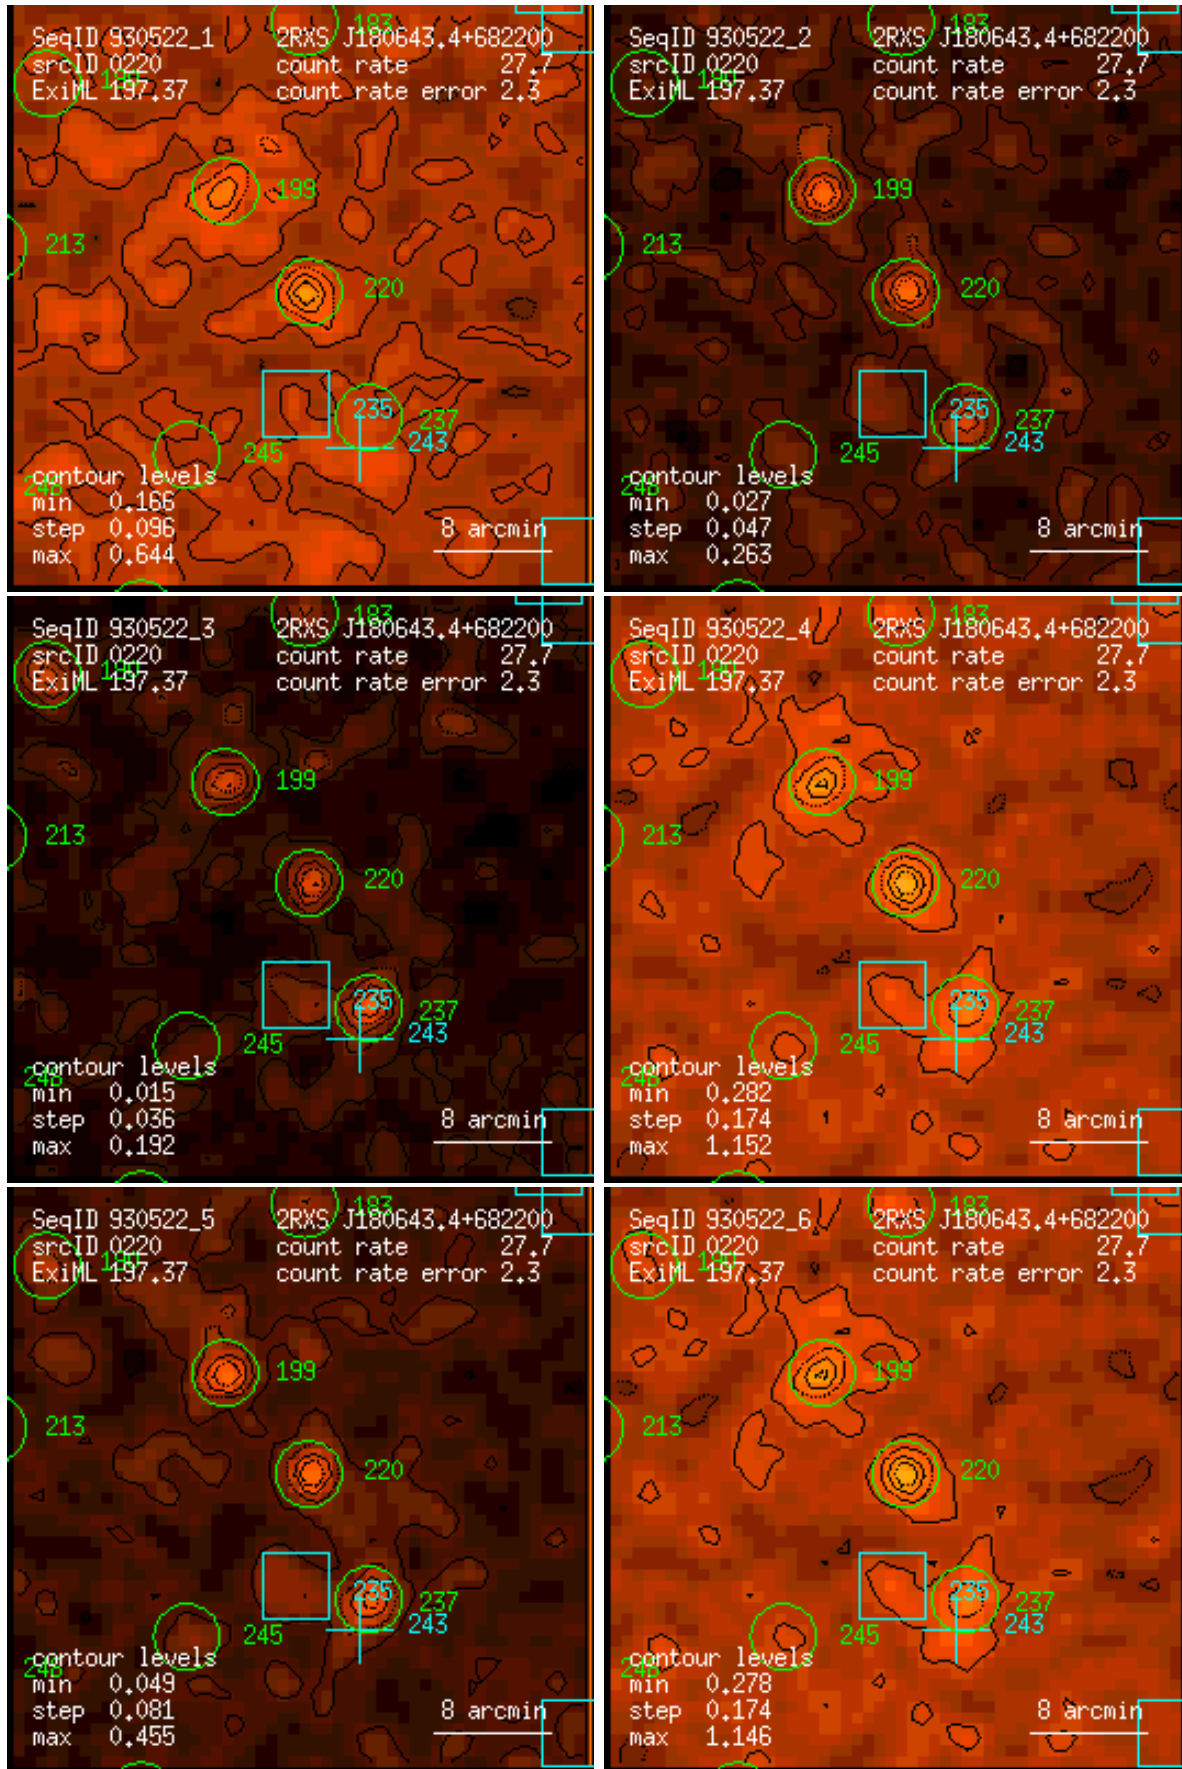 183
SeqID 930522_1 2RXS J180643.4+682200
srcID 0220 count rate 27.7
ExiML 197.37 count rate error 2.3
199
213
220
235
237
243
245
248
contour levels
min 0.166
step 0.096 8 arcmin
max 0.644
183
SeqID 930522_2 2RXS J180643.4+682200
srcID 0220 count rate 27.7
ExiML 197.37 count rate error 2.3
199
213
220
235
237
243
245
248
contour levels
min 0.027
step 0.047 8 arcmin
max 0.263
183
SeqID 930522_3 2RXS J180643.4+682200
srcID 0220 count rate 27.7
ExiML 197.37 count rate error 2.3
199
213
220
235
237
243
245
248
contour levels
min 0.015
step 0.036 8 arcmin
max 0.192
183
SeqID 930522_4 2RXS J180643.4+682200
srcID 0220 count rate 27.7
ExiML 197.37 count rate error 2.3
199
213
220
235
237
243
245
248
contour levels
min 0.282
step 0.174 8 arcmin
max 1.152
183
SeqID 930522_5 2RXS J180643.4+682200
srcID 0220 count rate 27.7
ExiML 197.37 count rate error 2.3
199
213
220
235
237
243
245
248
contour levels
min 0.049
step 0.081 8 arcmin
max 0.455
183
SeqID 930522_6 2RXS J180643.4+682200
srcID 0220 count rate 27.7
ExiML 197.37 count rate error 2.3
199
213
220
235
237
243
245
248
contour levels
min 0.278
step 0.174 8 arcmin
max 1.146